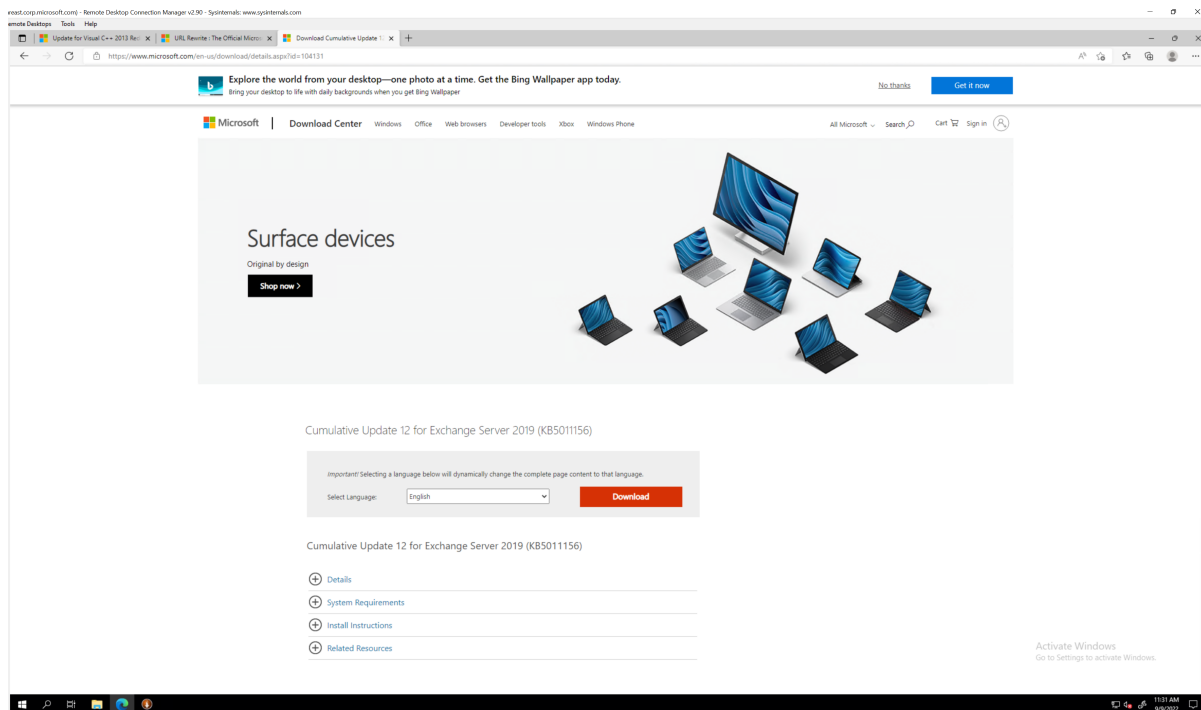 reast.corp.microsoft.com) - Remote Desktop Connection Manager v2.90 - Sysinternals: www.sysinternals.com
emote Desktops Tools Help
Update for Visual C++ 2013 Red
URL Rewrite : The Official Micros
Download Cumulative Update 1
https://www.microsoft.com/en-us/download/details.aspx?id=104131
Explore the world from your desktop—one photo at a time. Get the Bing Wallpaper app today.
Bring your desktop to life with daily backgrounds when you get Bing Wallpaper
No thanks
Get it now
Microsoft
Download Center Windows Office Web browsers Developer tools Xbox Windows Phone
All Microsoft Search Cart Sign in
Surface devices
Original by design
Shop now >
Cumulative Update 12 for Exchange Server 2019 (KB5011156)
Important! Selecting a language below will dynamically change the complete page content to that language.
Select Language: English Download
Cumulative Update 12 for Exchange Server 2019 (KB5011156)
Details
System Requirements
Install Instructions
Related Resources
Activate Windows
Go to Settings to activate Windows.
11:31 AM
9/9/2022